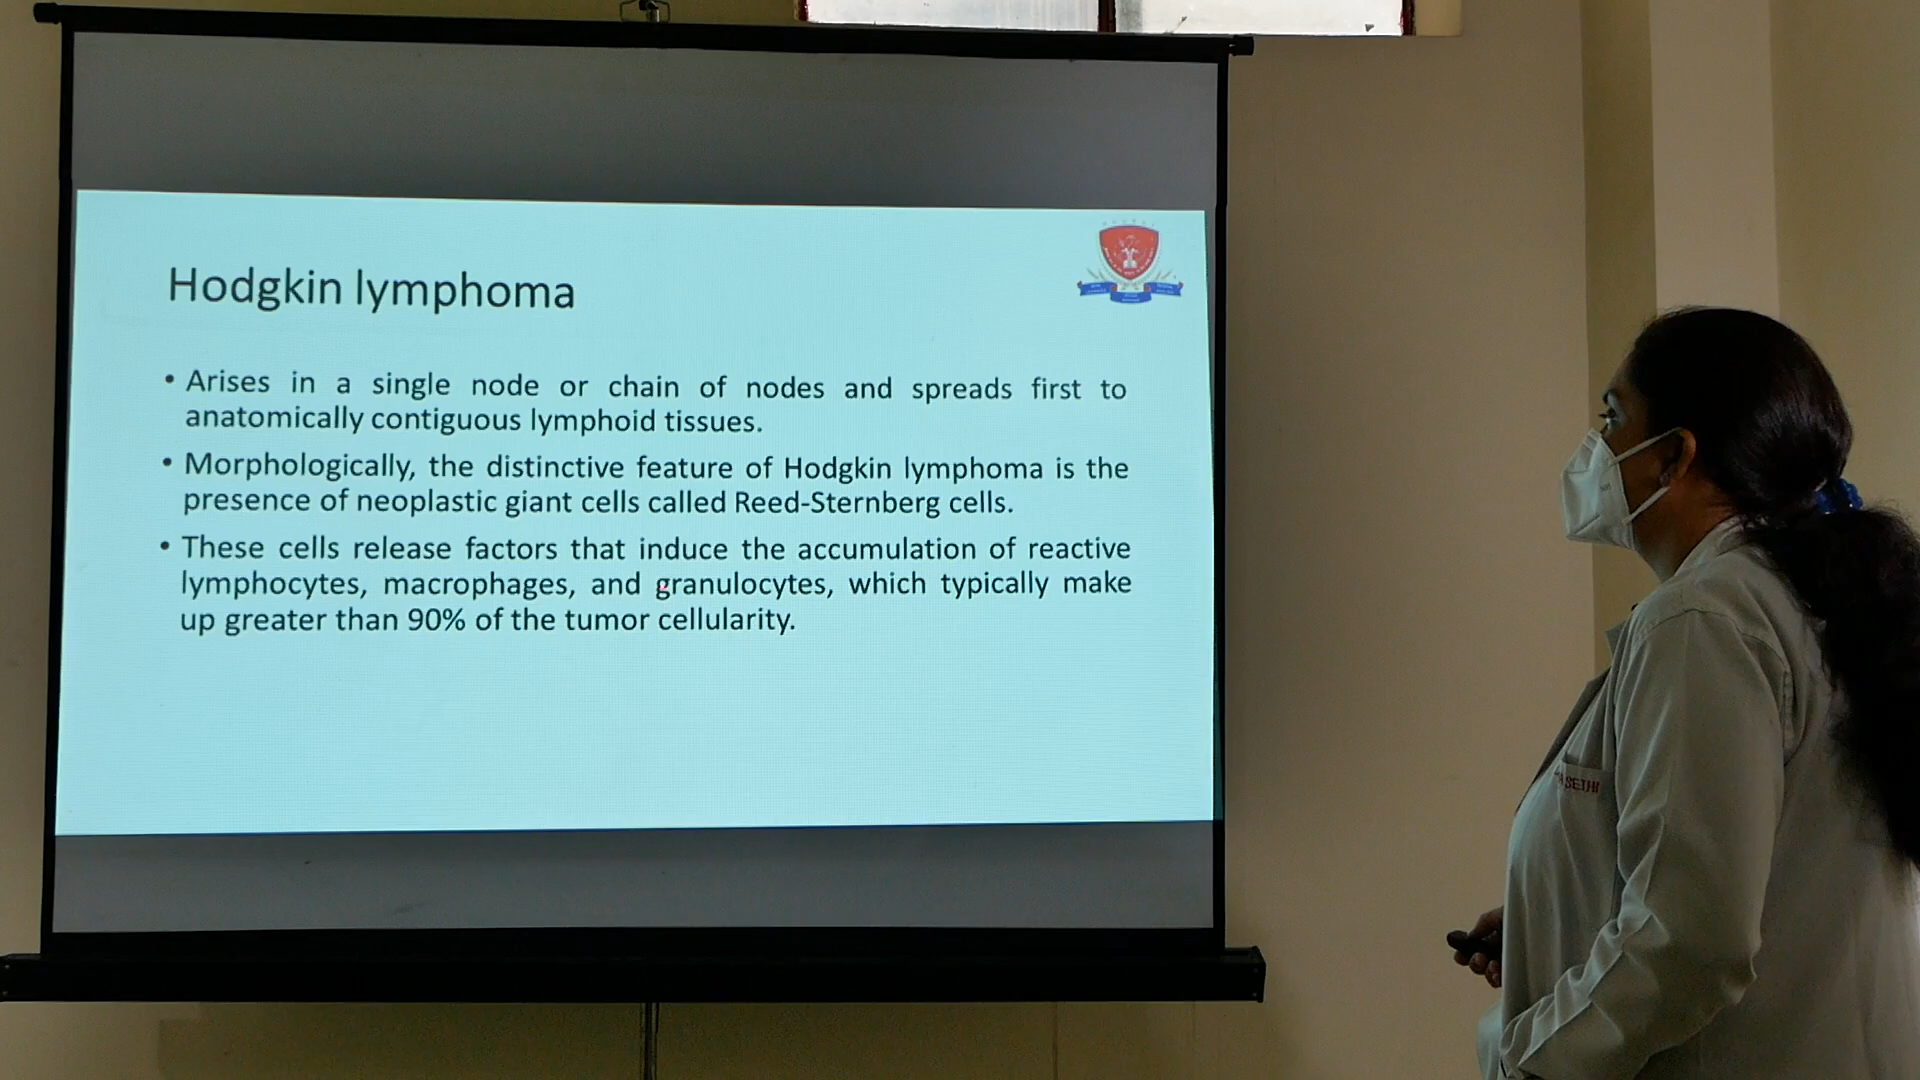 Hodgkin lymphoma
• Arises in a single node or chain of nodes and spreads first to
anatomically contiguous lymphoid tissues.
• Morphologically, the distinctive feature of Hodgkin lymphoma is the
presence of neoplastic giant cells called Reed-Sternberg cells.
• These cells release factors that induce the accumulation of reactive
lymphocytes, macrophages, and granulocytes, which typically make
up greater than 90% of the tumor cellularity.
SETHI